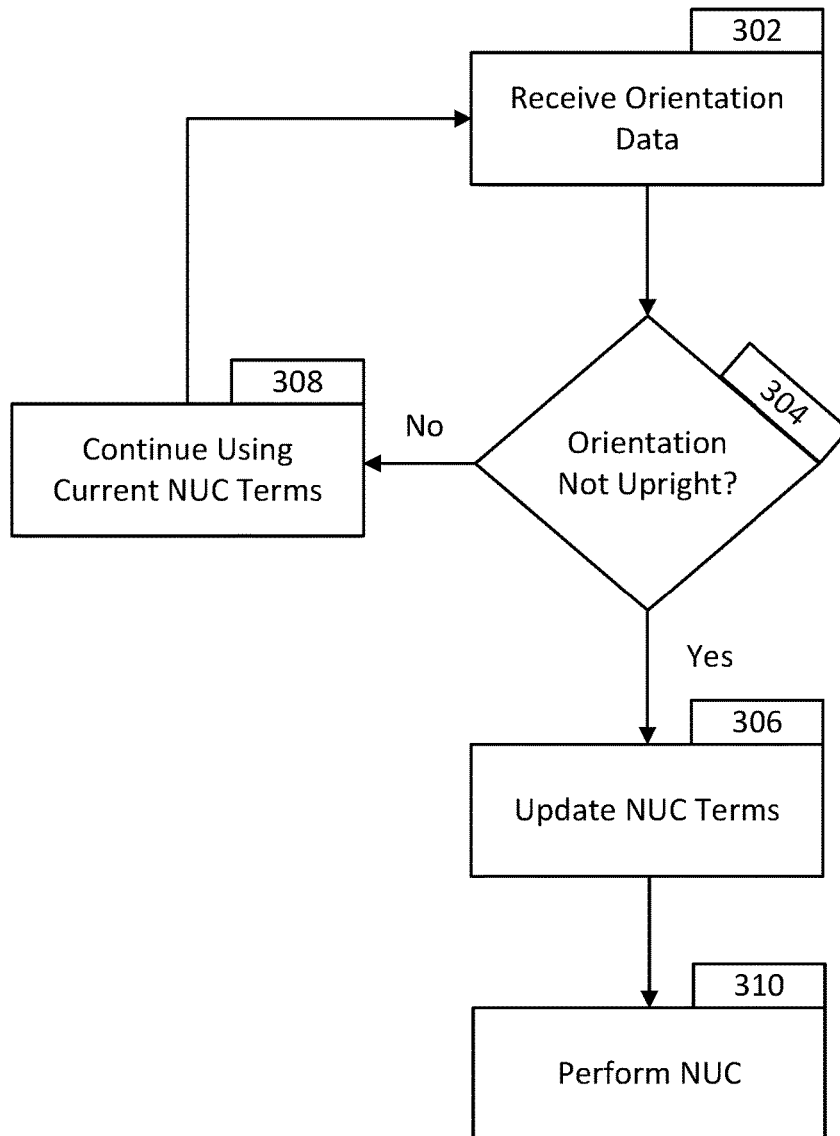 302
Receive Orientation
Data
304
Orientation
Not Upright?
No
308
Continue Using
Current NUC Terms
Yes
306
Update NUC Terms
310
Perform NUC